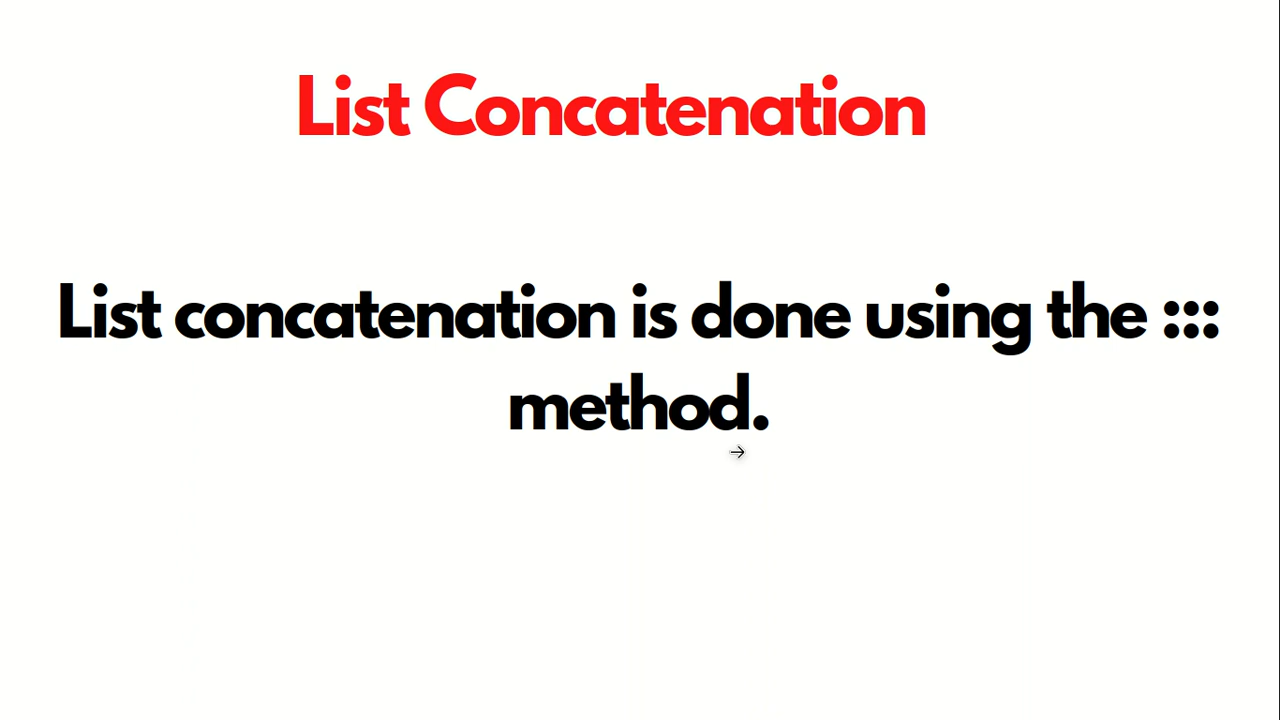 List Concatenation
List concatenation is done using the :::
method.